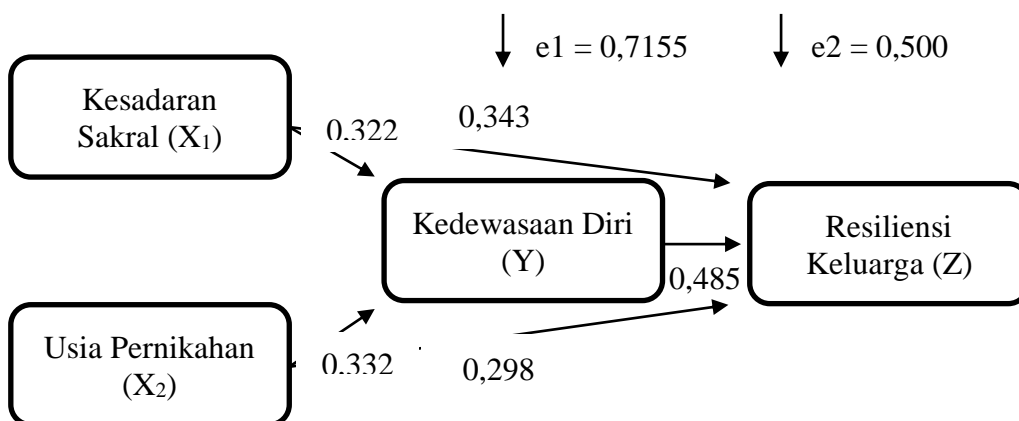 e1 = 0,7155
e2 = 0,500
Kesadaran
Sakral (X₁)
0.322
0,343
Kedewasaan Diri
(Y)
0,485
Resiliensi
Keluarga (Z)
Usia Pernikahan
(X₂)
0.332
0,298